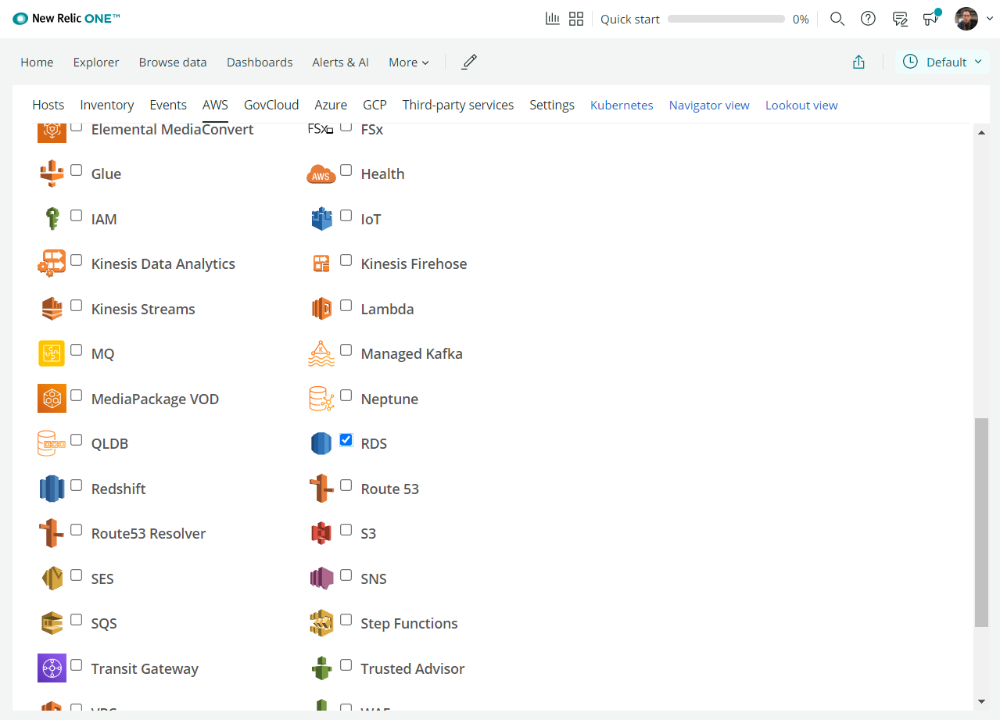 New Relic ONE™
Quick start 0%
Home Explorer Browse data Dashboards Alerts & AI More Default
Hosts Inventory Events AWS GovCloud Azure GCP Third-party services Settings Kubernetes Navigator view Lookout view
Elemental MediaConvert FSx FSx
Glue AWS Health
IAM IoT
Kinesis Data Analytics Kinesis Firehose
Kinesis Streams Lambda
MQ K Managed Kafka
MediaPackage VOD Neptune
QLDB RDS
Redshift Route 53
Route53 Resolver S3
SES SNS
SQS Step Functions
Transit Gateway Trusted Advisor
VPC WAF